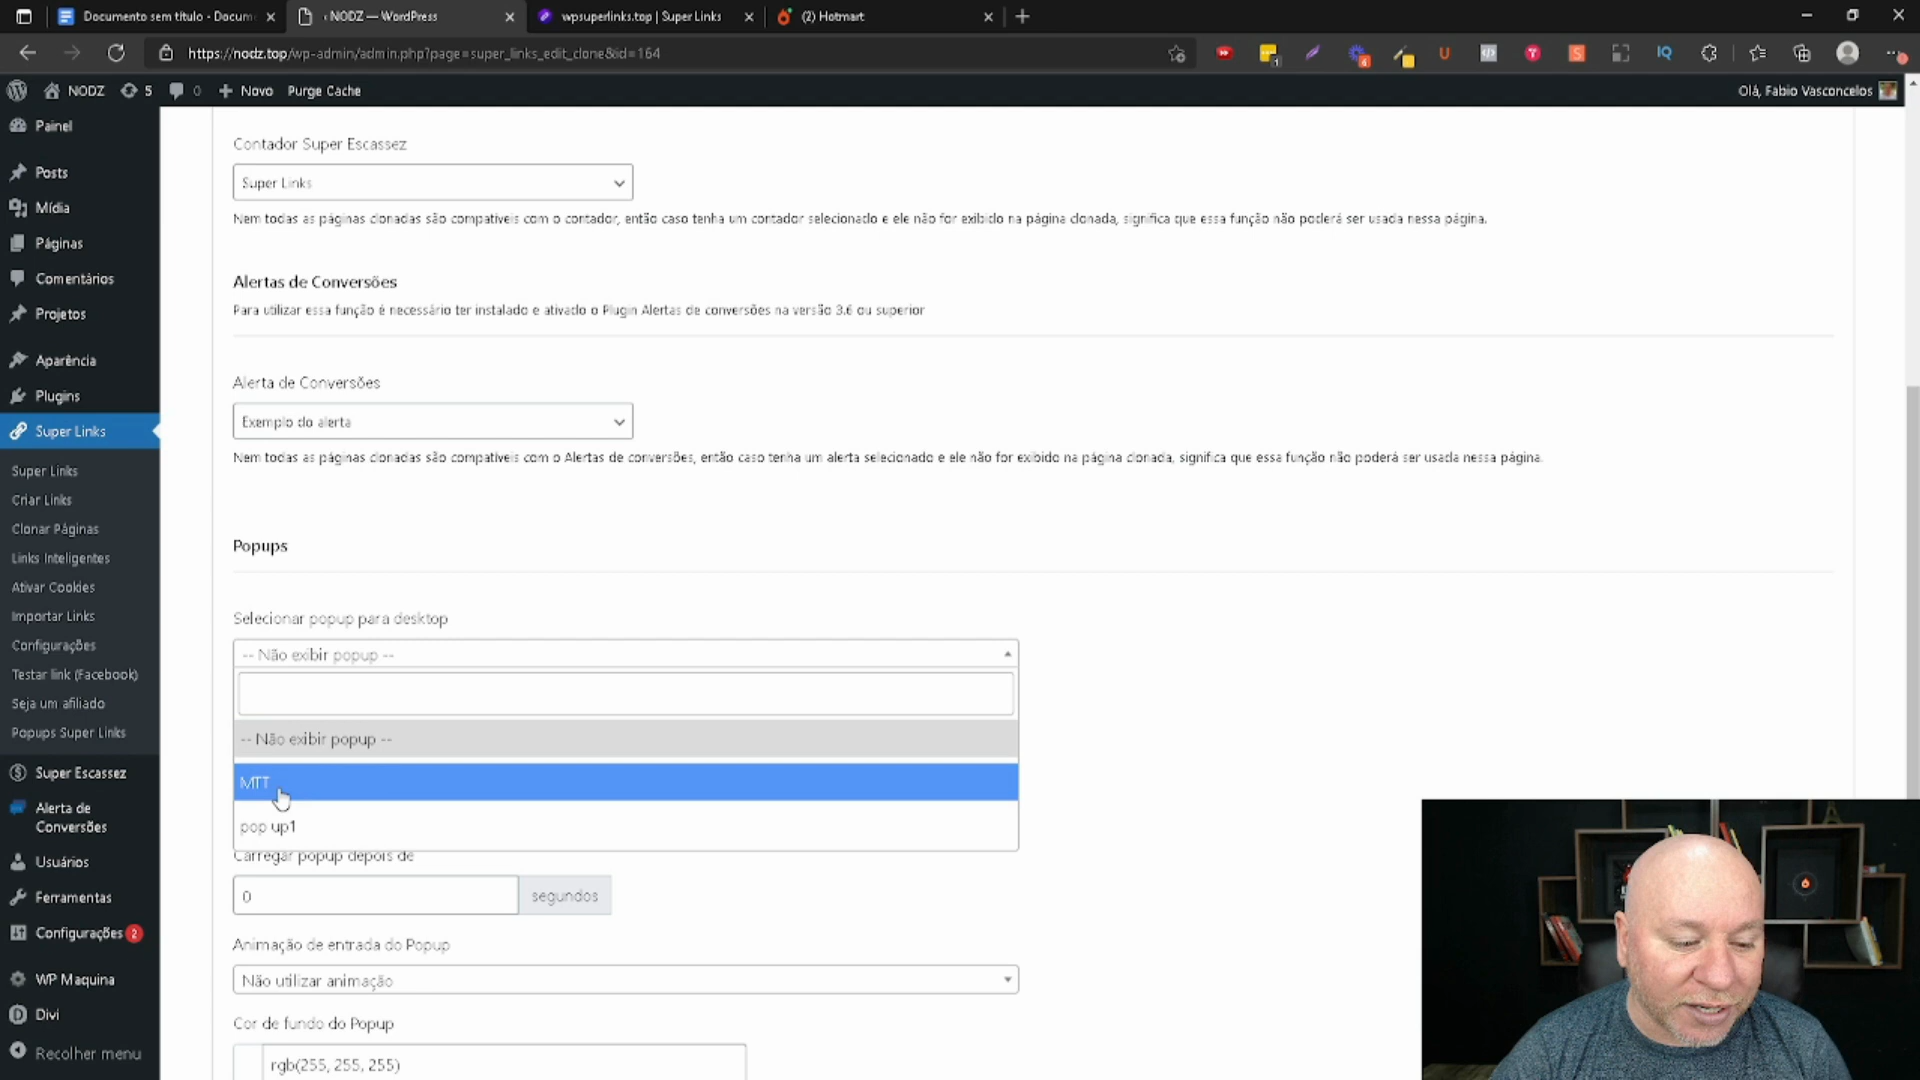 Documento sem título - Docum
NODZ — WordPress
wpsuperlinks.top | Super Links
(2) Hotmart
https://nodz.top/wp-admin/admin.php?page=super_links_edit_clone&id=164
NODZ
5
0
Novo
Purge Cache
Olá, Fabio Vasconcelos
Painel
Posts
Mídia
Páginas
Comentários
Projetos
Aparência
Plugins
Super Links
Super Links
Criar Links
Clonar Páginas
Links Inteligentes
Ativar Cookies
Importar Links
Configurações
Testar link (Facebook)
Seja um afiliado
Popups Super Links
Super Escassez
Alerta de
Conversões
Usuários
Ferramentas
Configurações 2
WP Maquina
Divi
Recolher menu
Contador Super Escassez
Super Links
Nem todas as páginas clonadas são compatíveis com o contador, então caso tenha um contador selecionado e ele não for exibido na página clonada, significa que essa função não poderá ser usada nessa página.
Alertas de Conversões
Para utilizar essa função é necessário ter instalado e ativado o Plugin Alertas de conversões na versão 3.6 ou superior
Alerta de Conversões
Exemplo do alerta
Nem todas as páginas clonadas são compatíveis com o Alertas de conversões, então caso tenha um alerta selecionado e ele não for exibido na página clonada, significa que essa função não poderá ser usada nessa página.
Popups
Selecionar popup para desktop
-- Não exibir popup --
-- Não exibir popup --
MTT
pop up1
Carregar popup depois de
0
segundos
Animação de entrada do Popup
Não utilizar animação
Cor de fundo do Popup
rgb(255, 255, 255)